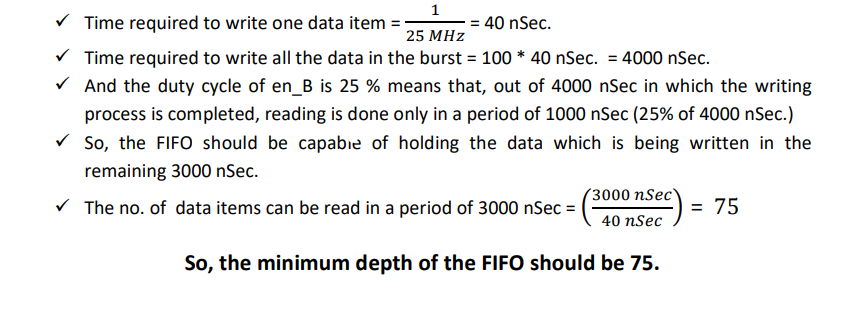 ✓ Time required to write one data item = 1 / 25 MHz = 40 nSec.
✓ Time required to write all the data in the burst = 100 * 40 nSec. = 4000 nSec.
✓ And the duty cycle of en_B is 25 % means that, out of 4000 nSec in which the writing
process is completed, reading is done only in a period of 1000 nSec (25% of 4000 nSec.)
✓ So, the FIFO should be capable of holding the data which is being written in the
remaining 3000 nSec.
✓ The no. of data items can be read in a period of 3000 nSec = (3000 nSec / 40 nSec) = 75
So, the minimum depth of the FIFO should be 75.